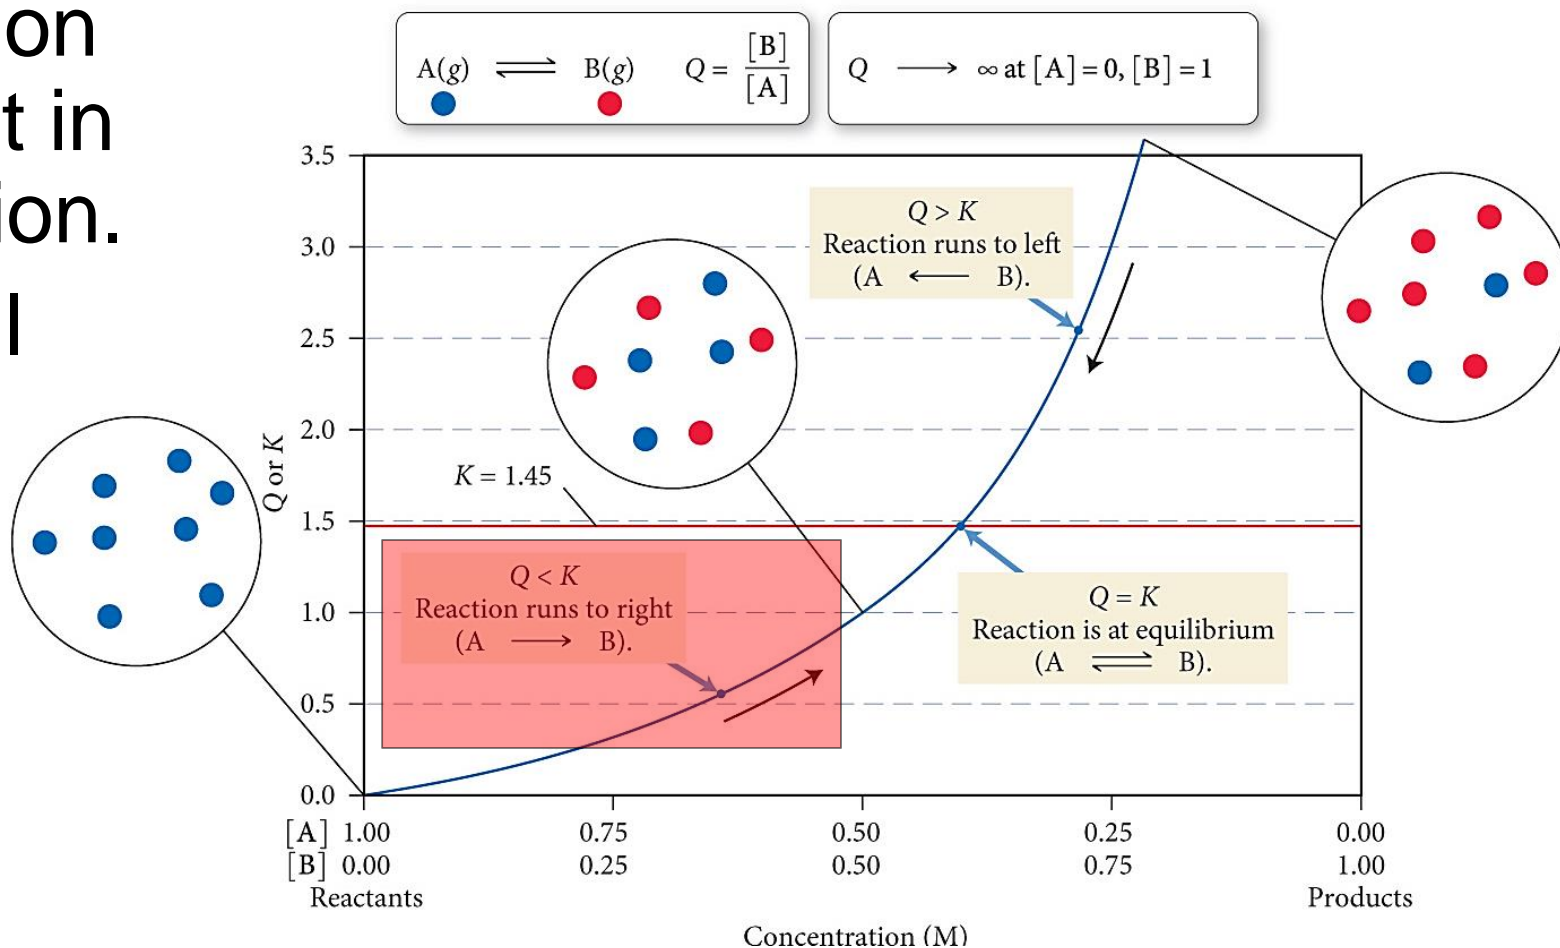 on
t in
ion.
l
A(g) ⇌ B(g) Q = [B]/[A]
Q ⟶ ∞ at [A] = 0, [B] = 1
3.5
3.0
2.5
2.0
1.5
1.0
0.5
0.0
Q or K
Q > K
Reaction runs to left
(A ⟵ B).
K = 1.45
Q < K
Reaction runs to right
(A ⟶ B).
Q = K
Reaction is at equilibrium
(A ⇌ B).
[A] 1.00 0.75 0.50 0.25 0.00
[B] 0.00 0.25 0.50 0.75 1.00
Reactants Products
Concentration (M)